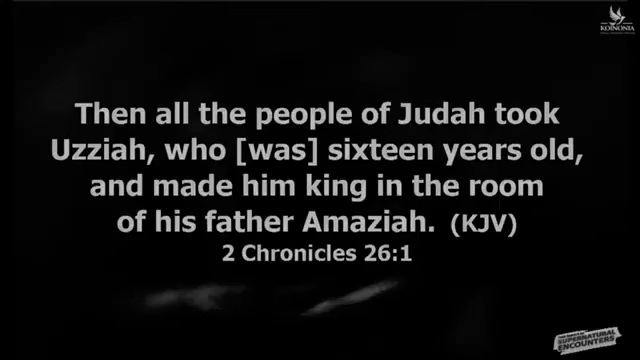 KOINONIA
Then all the people of Judah took
Uzziah, who [was] sixteen years old,
and made him king in the room
of his father Amaziah. (KJV)
2 Chronicles 26:1
SUPERNATURAL
ENCOUNTERS